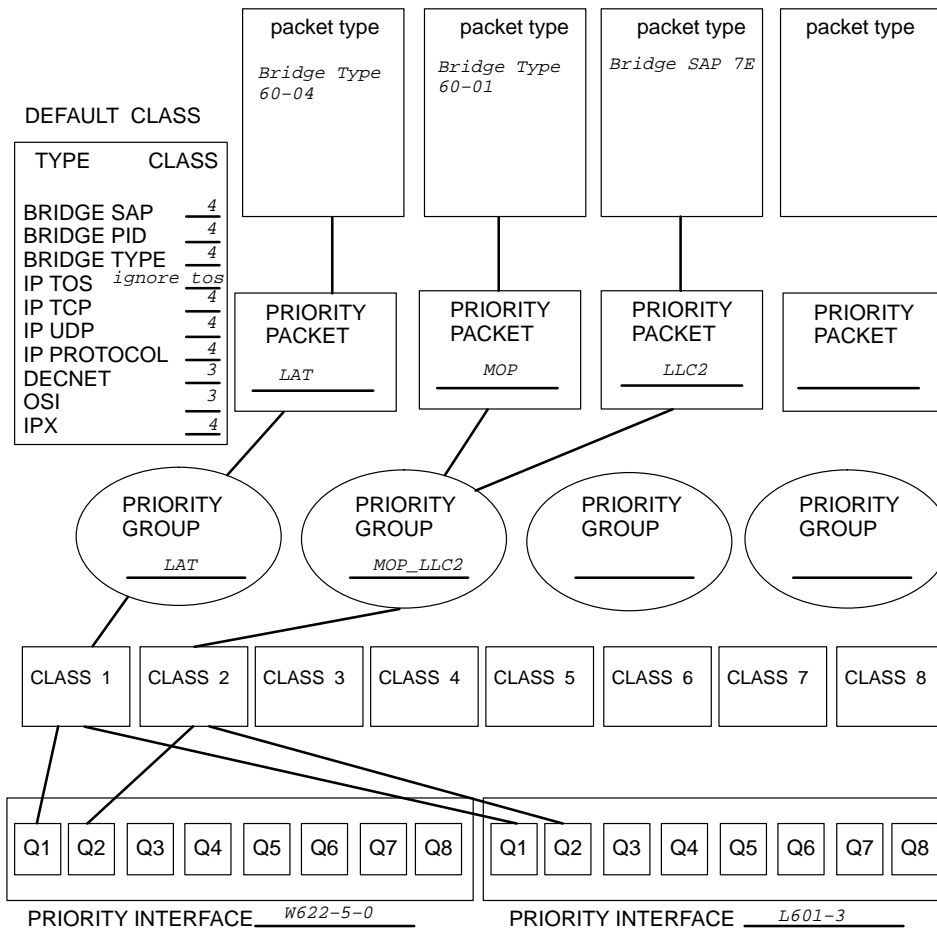 packet type packet type packet type packet type
Bridge Type 60-04
Bridge Type 60-01
Bridge SAP 7E
DEFAULT CLASS
TYPE CLASS
BRIDGE SAP 4
BRIDGE PID 4
BRIDGE TYPE 4
IP TOS ignore tos
IP TCP 4
IP UDP 4
IP PROTOCOL 4
DECNET 3
OSI 3
IPX 4
PRIORITY PACKET LAT
PRIORITY PACKET MOP
PRIORITY PACKET LLC2
PRIORITY PACKET
PRIORITY GROUP LAT
PRIORITY GROUP MOP_LLC2
PRIORITY GROUP
PRIORITY GROUP
CLASS 1 CLASS 2 CLASS 3 CLASS 4 CLASS 5 CLASS 6 CLASS 7 CLASS 8
Q1 Q2 Q3 Q4 Q5 Q6 Q7 Q8 Q1 Q2 Q3 Q4 Q5 Q6 Q7 Q8
PRIORITY INTERFACE W622-5-0 PRIORITY INTERFACE L601-3